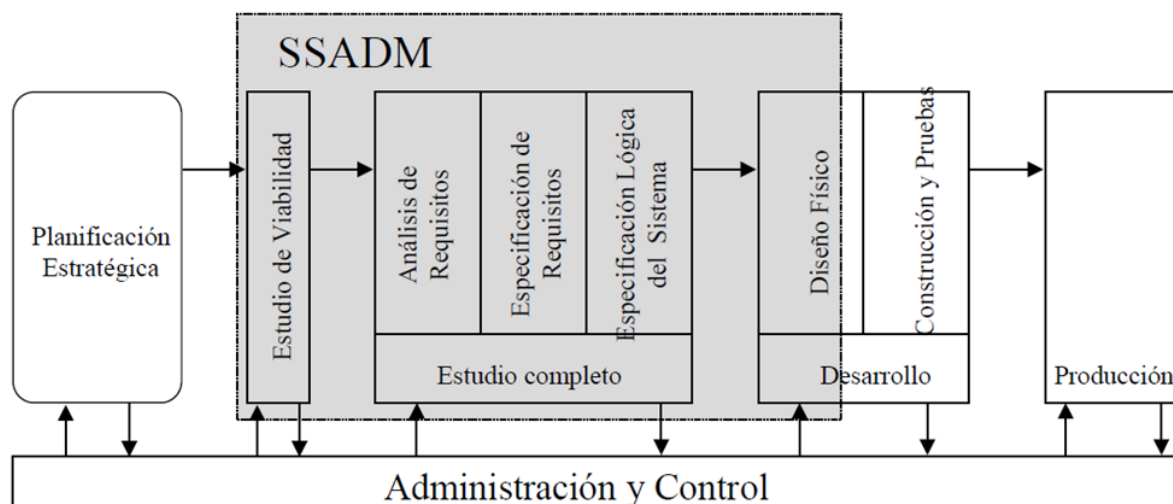 SSADM
Planificación
Estratégica
Estudio de Viabilidad
Análisis de
Requisitos
Especificación de
Requisitos
Especificación Lógica
del Sistema
Estudio completo
Diseño Físico
Construcción y Pruebas
Desarrollo
Producción
Administración y Control